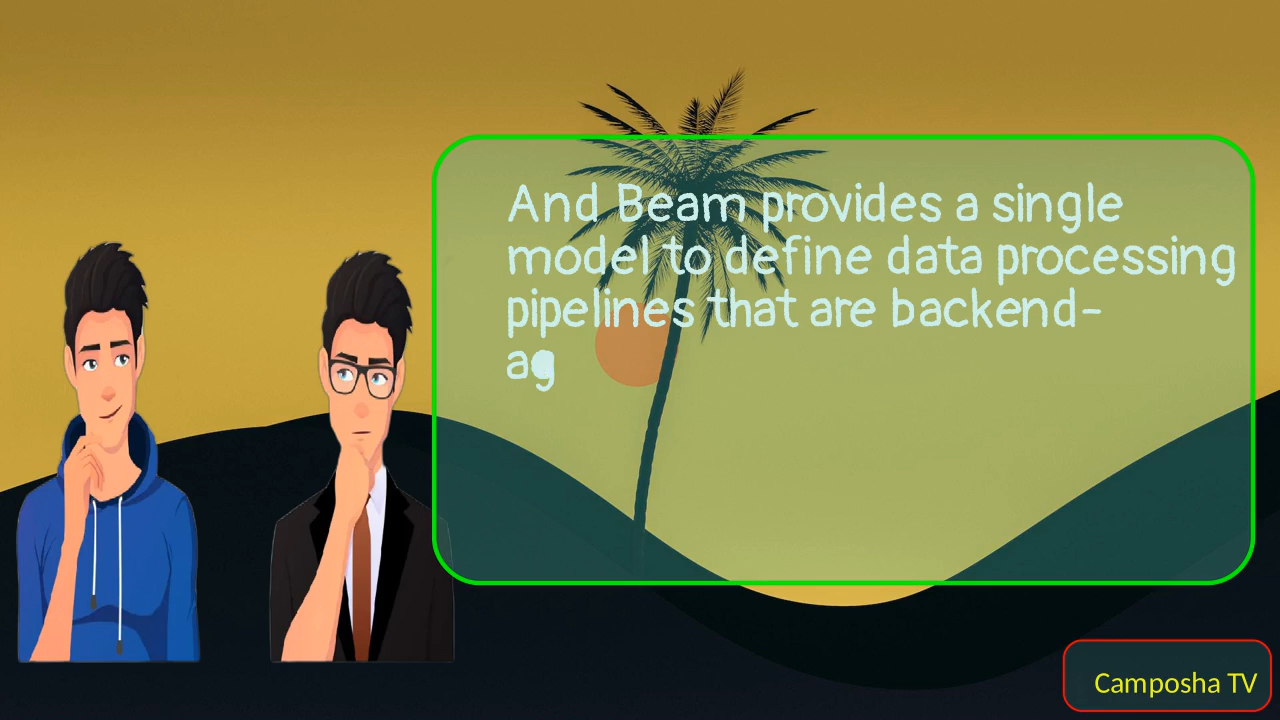 And Beam provides a single
model to define data processing
pipelines that are backend-
ag
Camposha TV